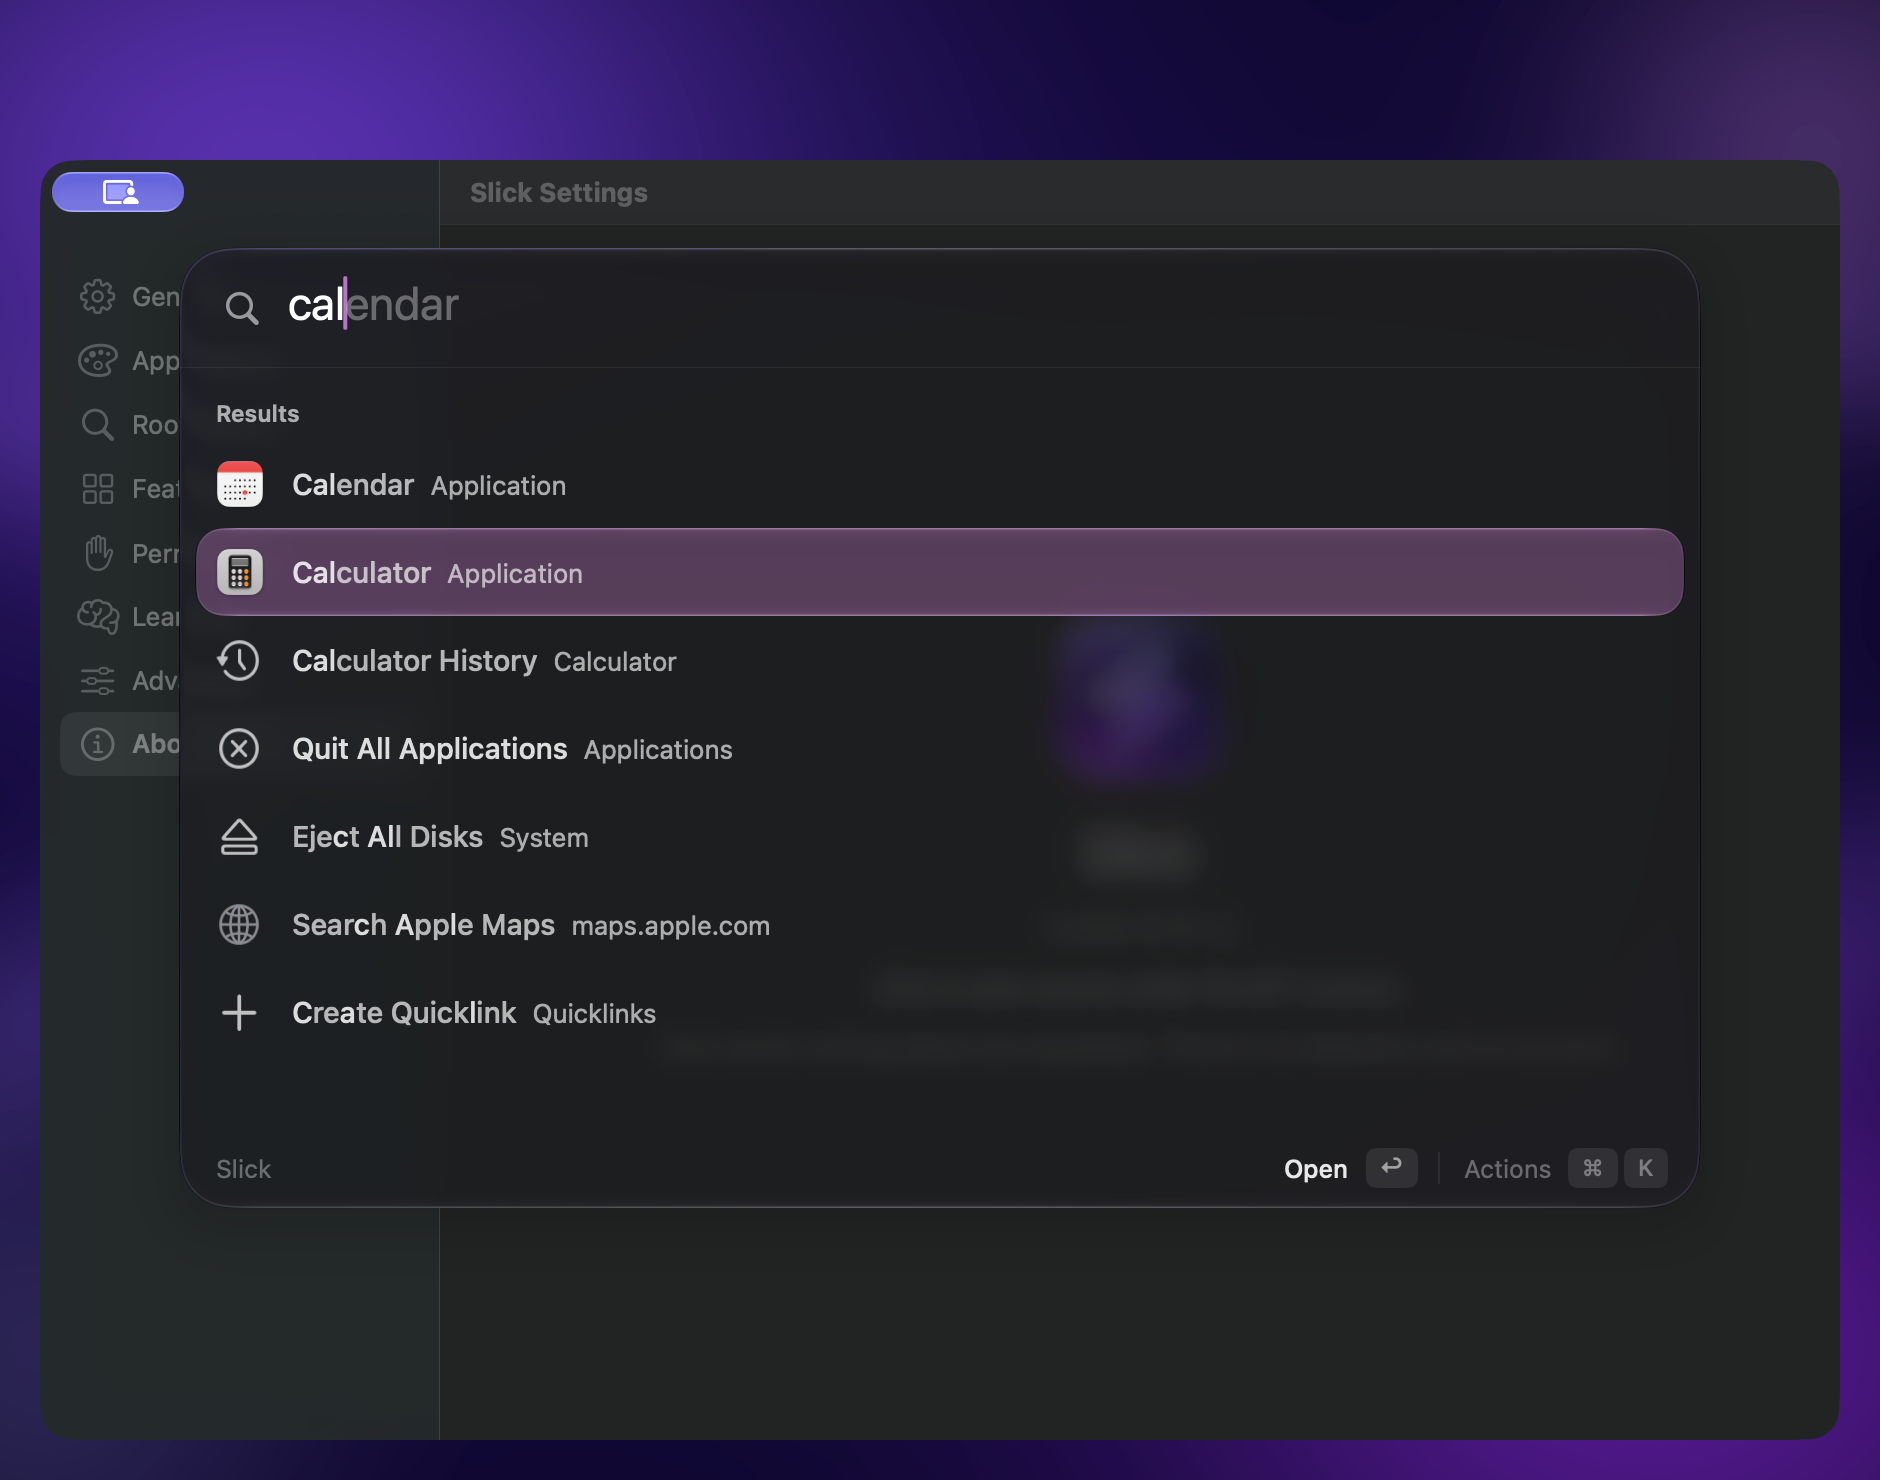 Slick Settings
Gen
App
Roo
Feat
Perr
Lear
Adva
Abo
calendar
Results
Calendar Application
Calculator Application
Calculator History Calculator
Quit All Applications Applications
Eject All Disks System
Search Apple Maps maps.apple.com
Create Quicklink Quicklinks
Slick
Open ↩ Actions ⌘ K